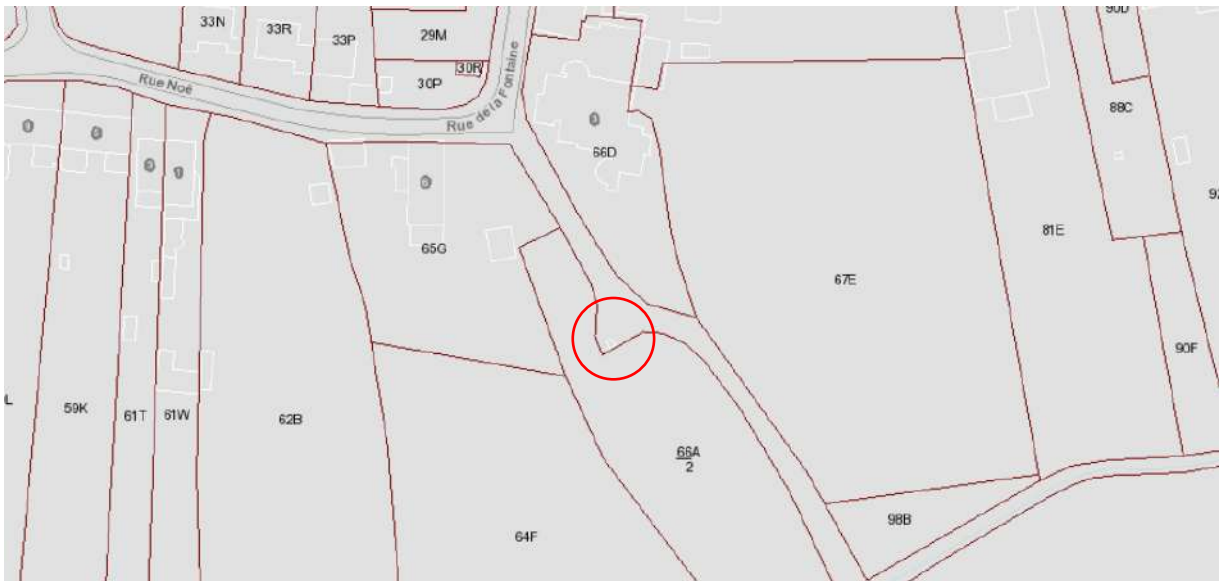 90D
33N
33R
33P
29M
30R
30P
Rue Noé
Rue de la Fontaine
88C
66D
92
81E
65G
67E
90F
L
59K
61T
61W
62B
66A
2
98B
64F